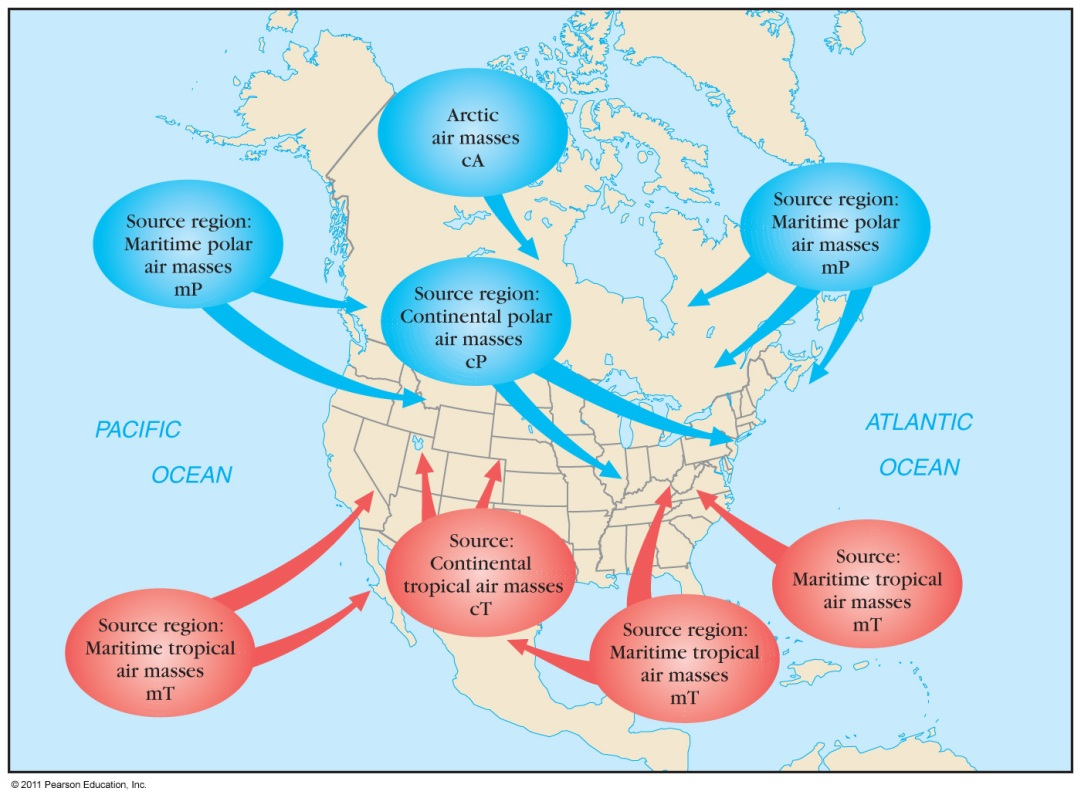 Arctic
air masses
cA
Source region:
Maritime polar
air masses
mP
Source region:
Maritime polar
air masses
mP
Source region:
Continental polar
air masses
cP
PACIFIC
OCEAN
ATLANTIC
OCEAN
Source:
Continental
tropical air masses
cT
Source:
Maritime tropical
air masses
mT
Source region:
Maritime tropical
air masses
mT
Source region:
Maritime tropical
air masses
mT
© 2011 Pearson Education, Inc.